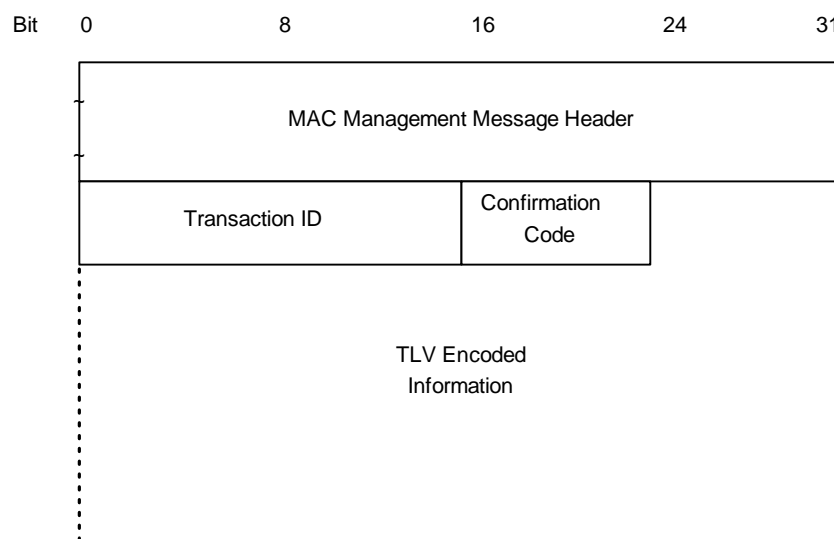 Bit 0 8 16 24 31
MAC Management Message Header
Transaction ID
Confirmation
Code
TLV Encoded
Information